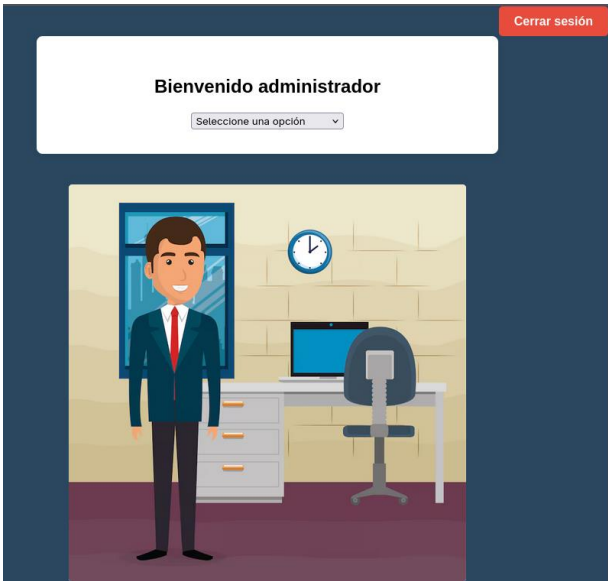 Cerrar sesión
Bienvenido administrador
Seleccione una opción